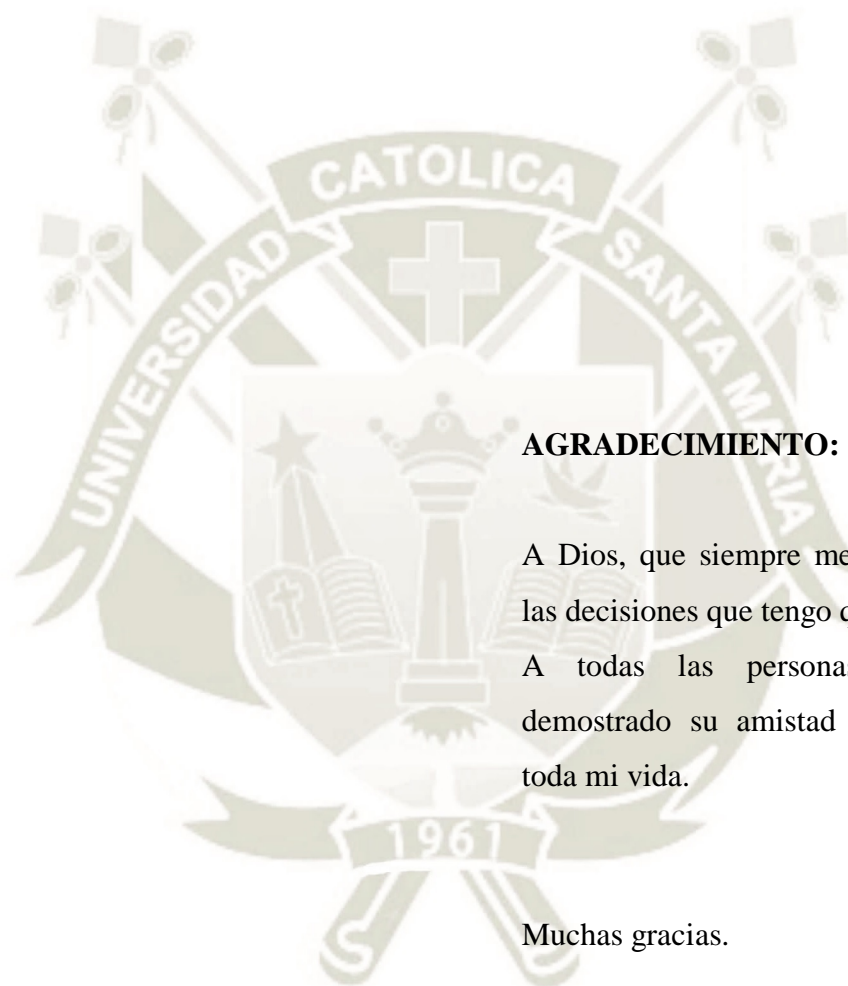 UNIVERSIDAD CATOLICA SANTA MARIA
AGRADECIMIENTO:
A Dios, que siempre me
las decisiones que tengo
A todas las personas
demostrado su amistad
toda mi vida.
1961
Muchas gracias.
S